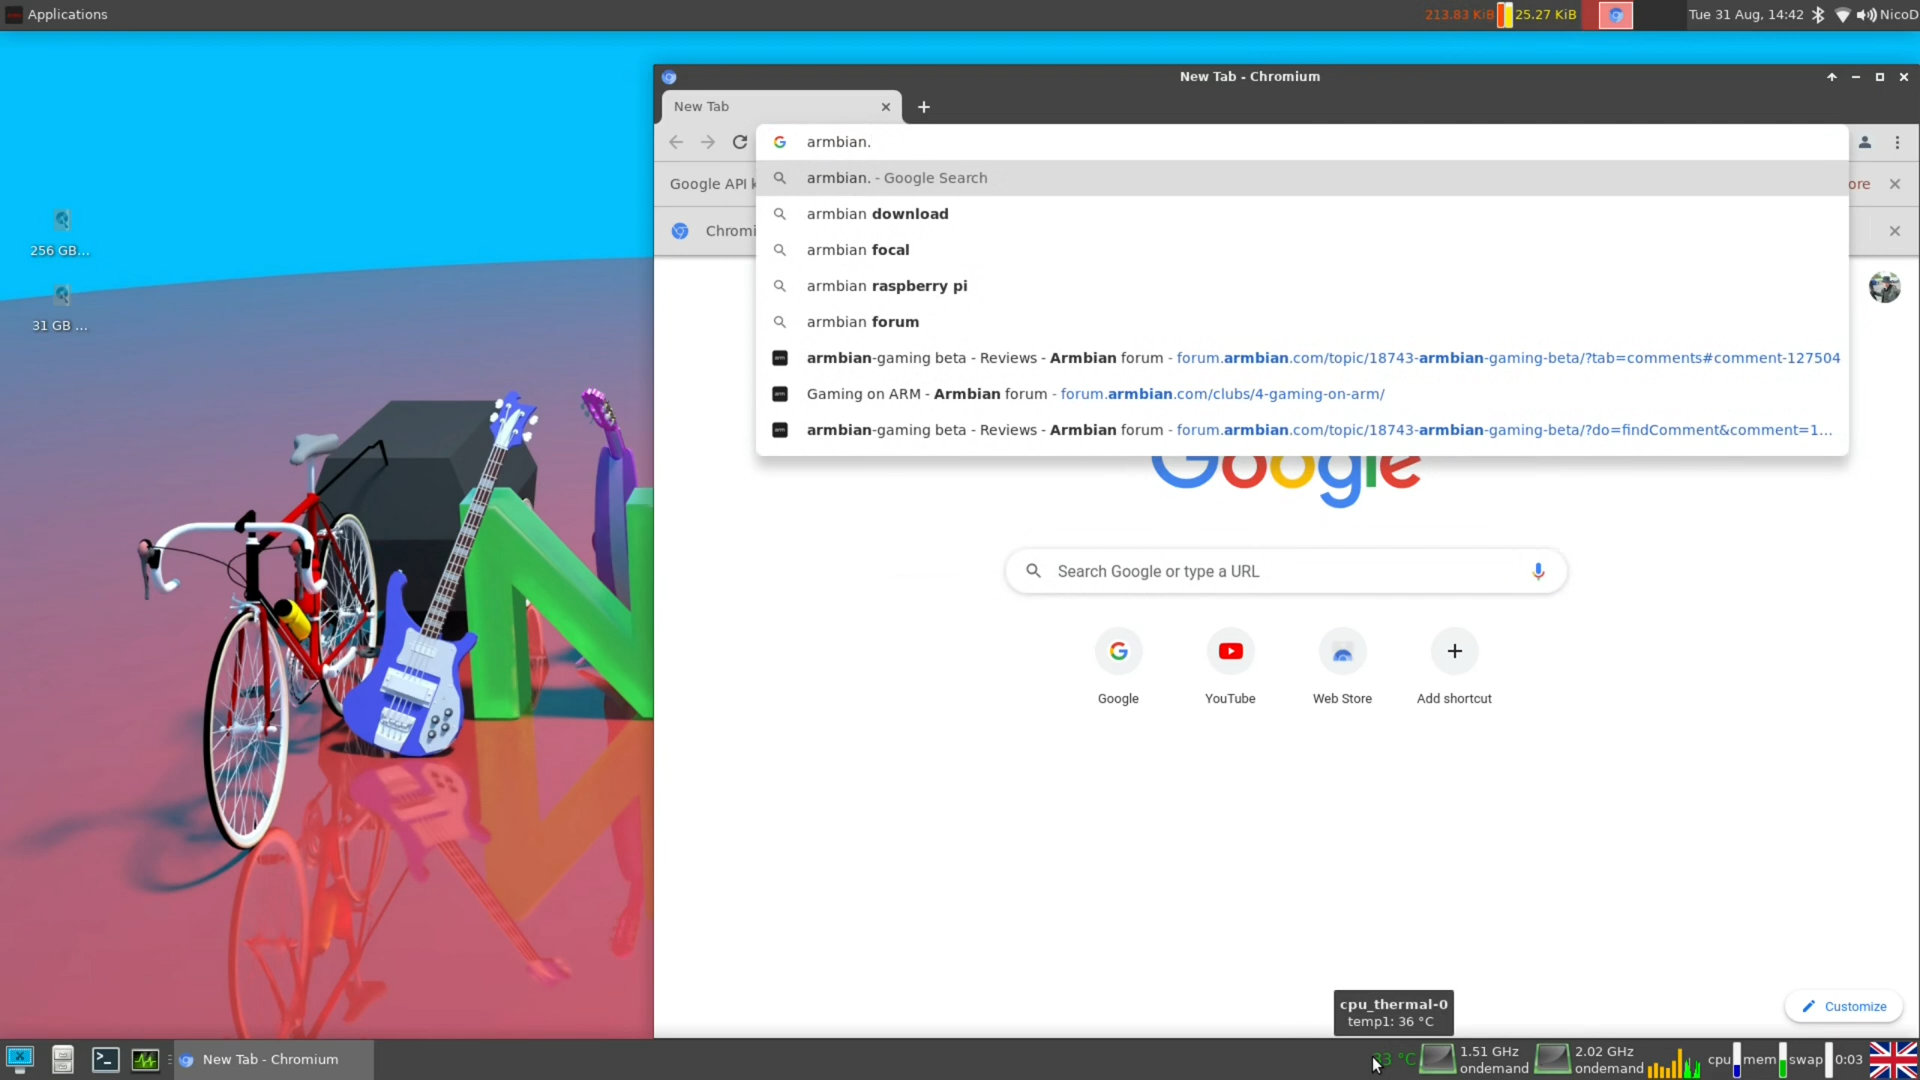 Applications
213.83 KiB 25.27 KiB
Tue 31 Aug, 14:42 NicoD
New Tab - Chromium
New Tab
armbian.
armbian. - Google Search
Google API k
ore
armbian download
Chromi
armbian focal
armbian raspberry pi
armbian forum
armbian-gaming beta - Reviews - Armbian forum - forum.armbian.com/topic/18743-armbian-gaming-beta/?tab=comments#comment-127504
Gaming on ARM - Armbian forum - forum.armbian.com/clubs/4-gaming-on-arm/
armbian-gaming beta - Reviews - Armbian forum - forum.armbian.com/topic/18743-armbian-gaming-beta/?do=findComment&comment=1...
256 GB...
31 GB ...
Google
Search Google or type a URL
Google YouTube Web Store Add shortcut
Customize
cpu_thermal-0
temp1: 36 °C
New Tab - Chromium
°C
1.51 GHz
ondemand
2.02 GHz
ondemand
cpu mem swap 0:03